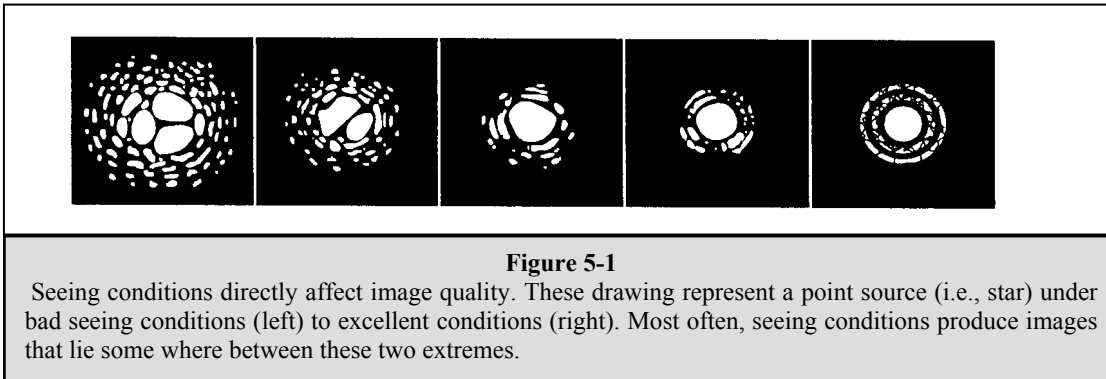 Figure 5-1
Seeing conditions directly affect image quality. These drawing represent a point source (i.e., star) under
bad seeing conditions (left) to excellent conditions (right). Most often, seeing conditions produce images
that lie some where between these two extremes.